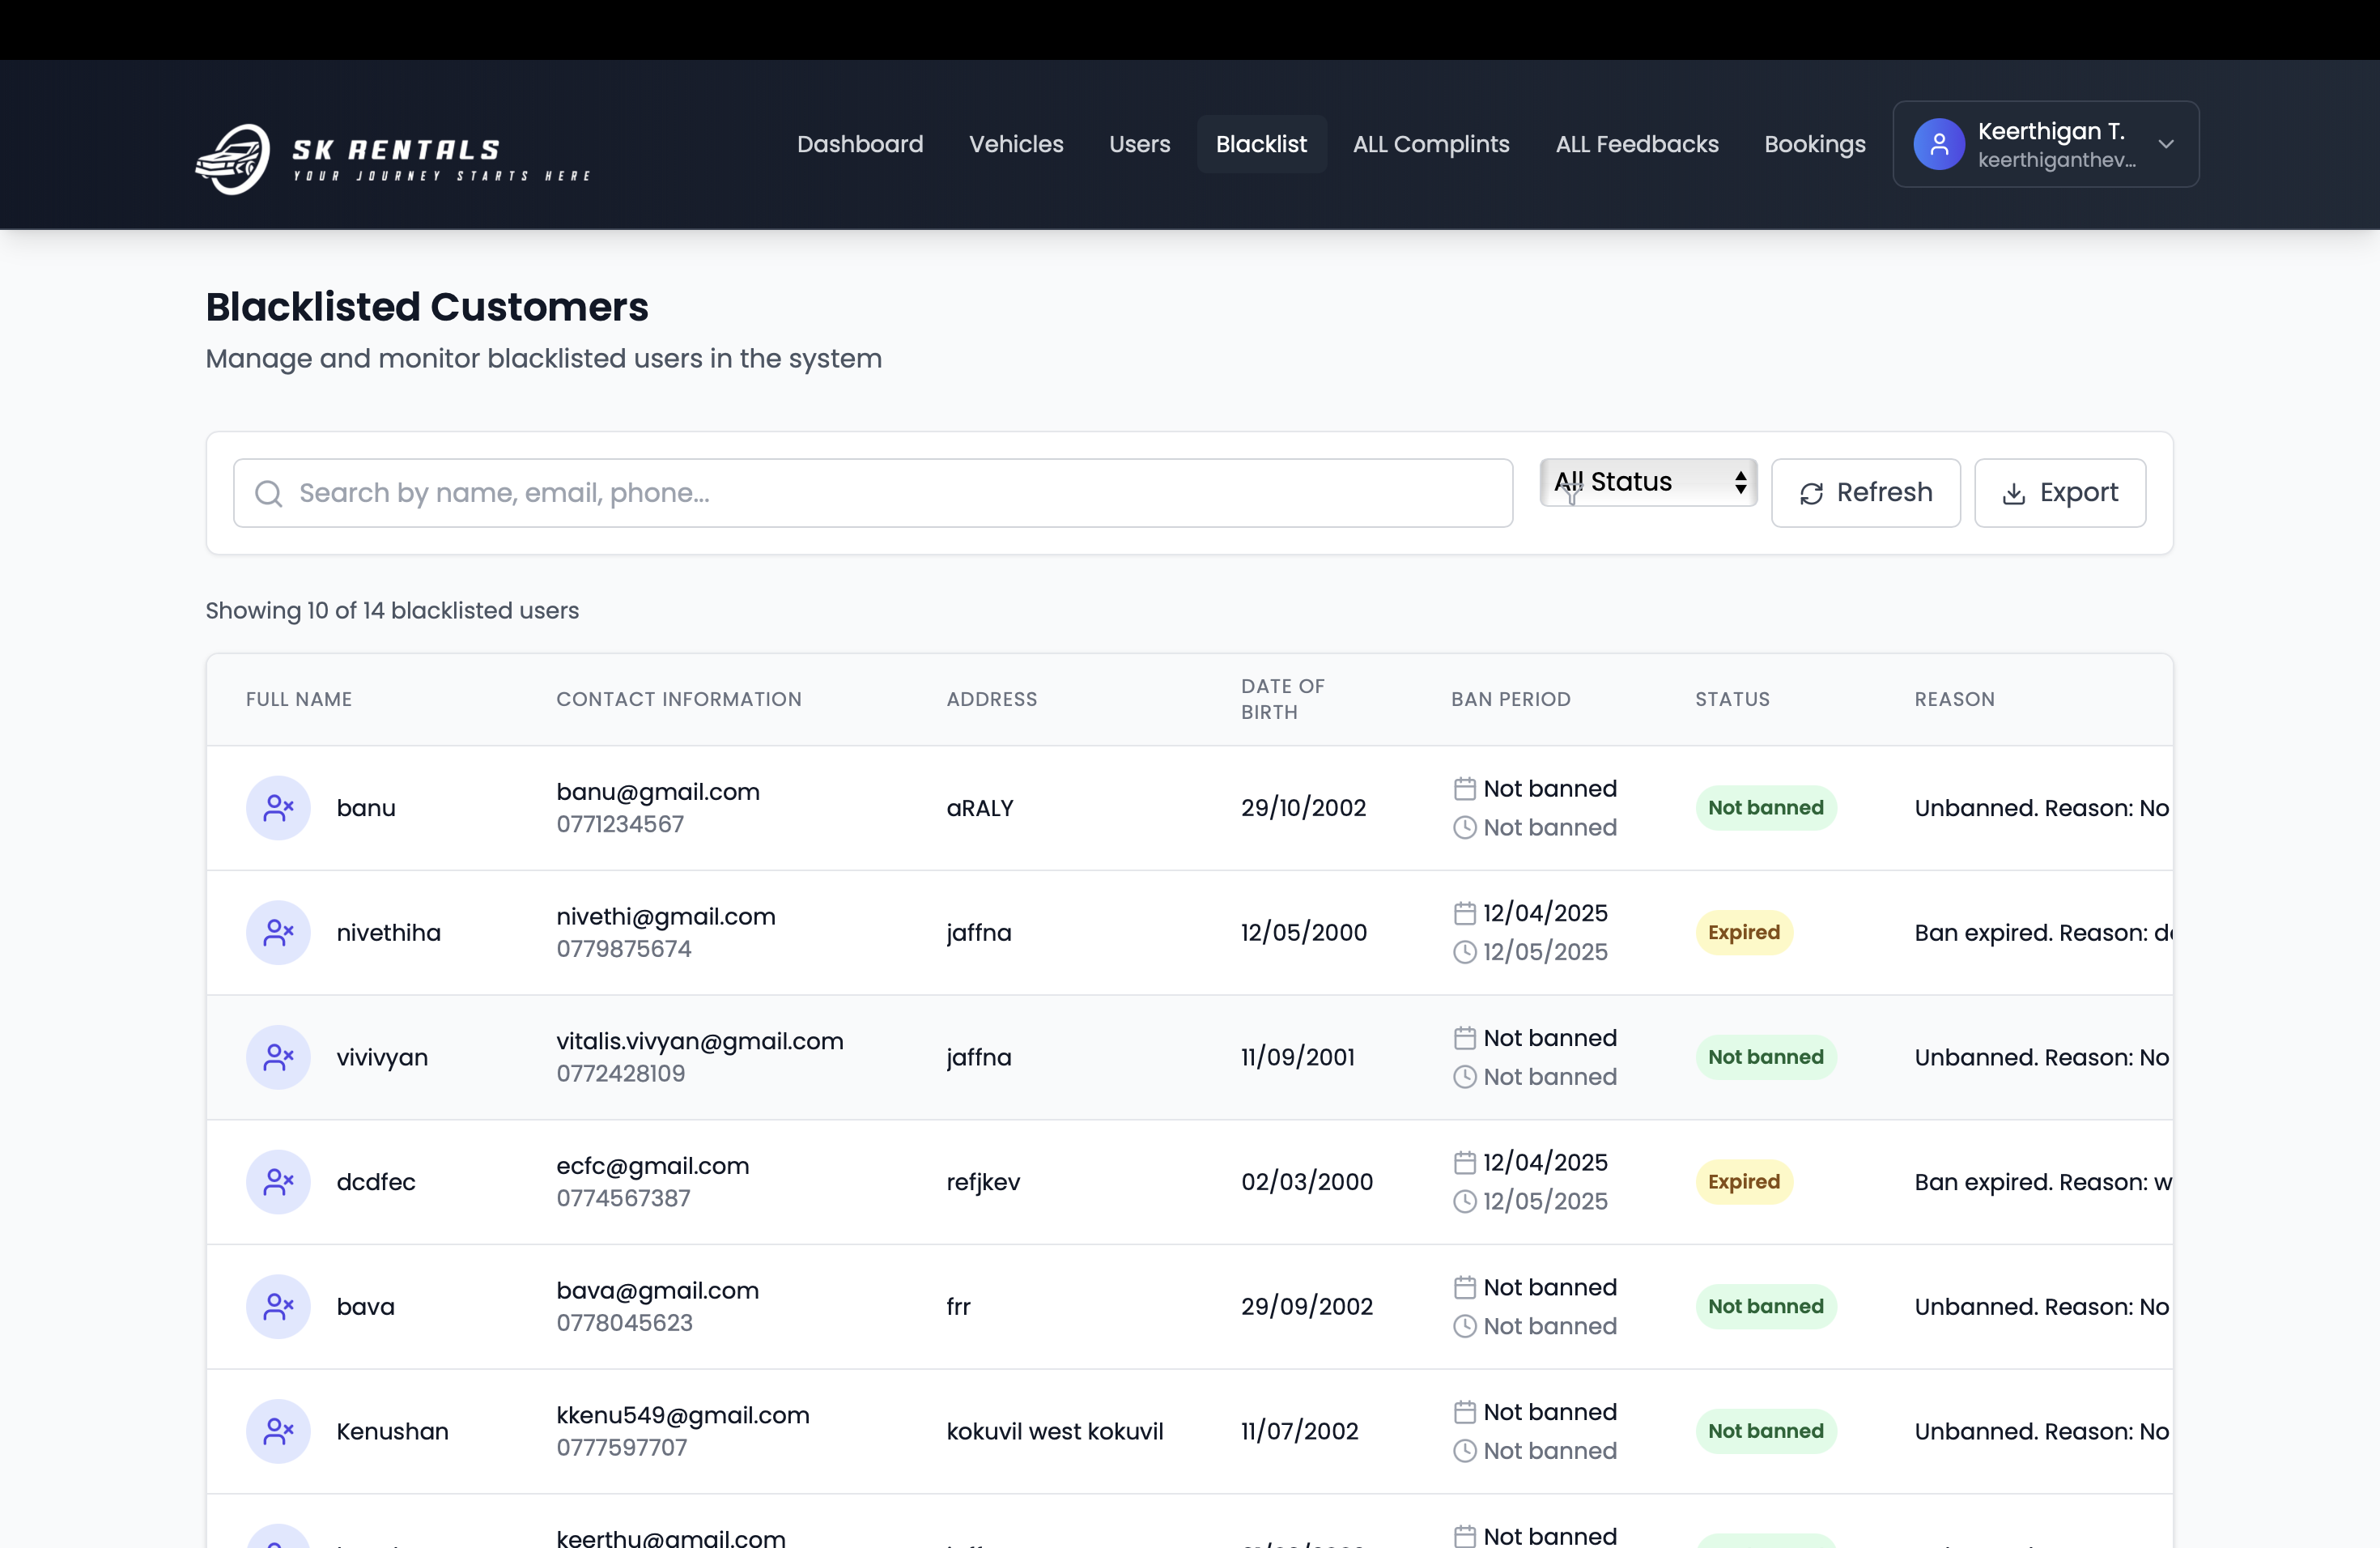 SK RENTALS
YOUR JOURNEY STARTS HERE
Dashboard
Vehicles
Users
Blacklist
ALL Complints
ALL Feedbacks
Bookings
Keerthigan T.
keerthiganthev...
Blacklisted Customers
Manage and monitor blacklisted users in the system
Search by name, email, phone...
All Status
Refresh
Export
Showing 10 of 14 blacklisted users
FULL NAME
CONTACT INFORMATION
ADDRESS
DATE OF
BIRTH
BAN PERIOD
STATUS
REASON
banu
banu@gmail.com
0771234567
aRALY
29/10/2002
Not banned
Not banned
Not banned
Unbanned. Reason: No
nivethiha
nivethi@gmail.com
0779875674
jaffna
12/05/2000
12/04/2025
12/05/2025
Expired
Ban expired. Reason:
vivivyan
vitalis.vivyan@gmail.com
0772428109
jaffna
11/09/2001
Not banned
Not banned
Not banned
Unbanned. Reason: No
dcdfec
ecfc@gmail.com
0774567387
refjkev
02/03/2000
12/04/2025
12/05/2025
Expired
Ban expired. Reason: w
bava
bava@gmail.com
0778045623
frr
29/09/2002
Not banned
Not banned
Not banned
Unbanned. Reason: No
Kenushan
kkenu549@gmail.com
0777597707
kokuvil west kokuvil
11/07/2002
Not banned
Not banned
Not banned
Unbanned. Reason: No
keerthu@gmail.com
Not banned